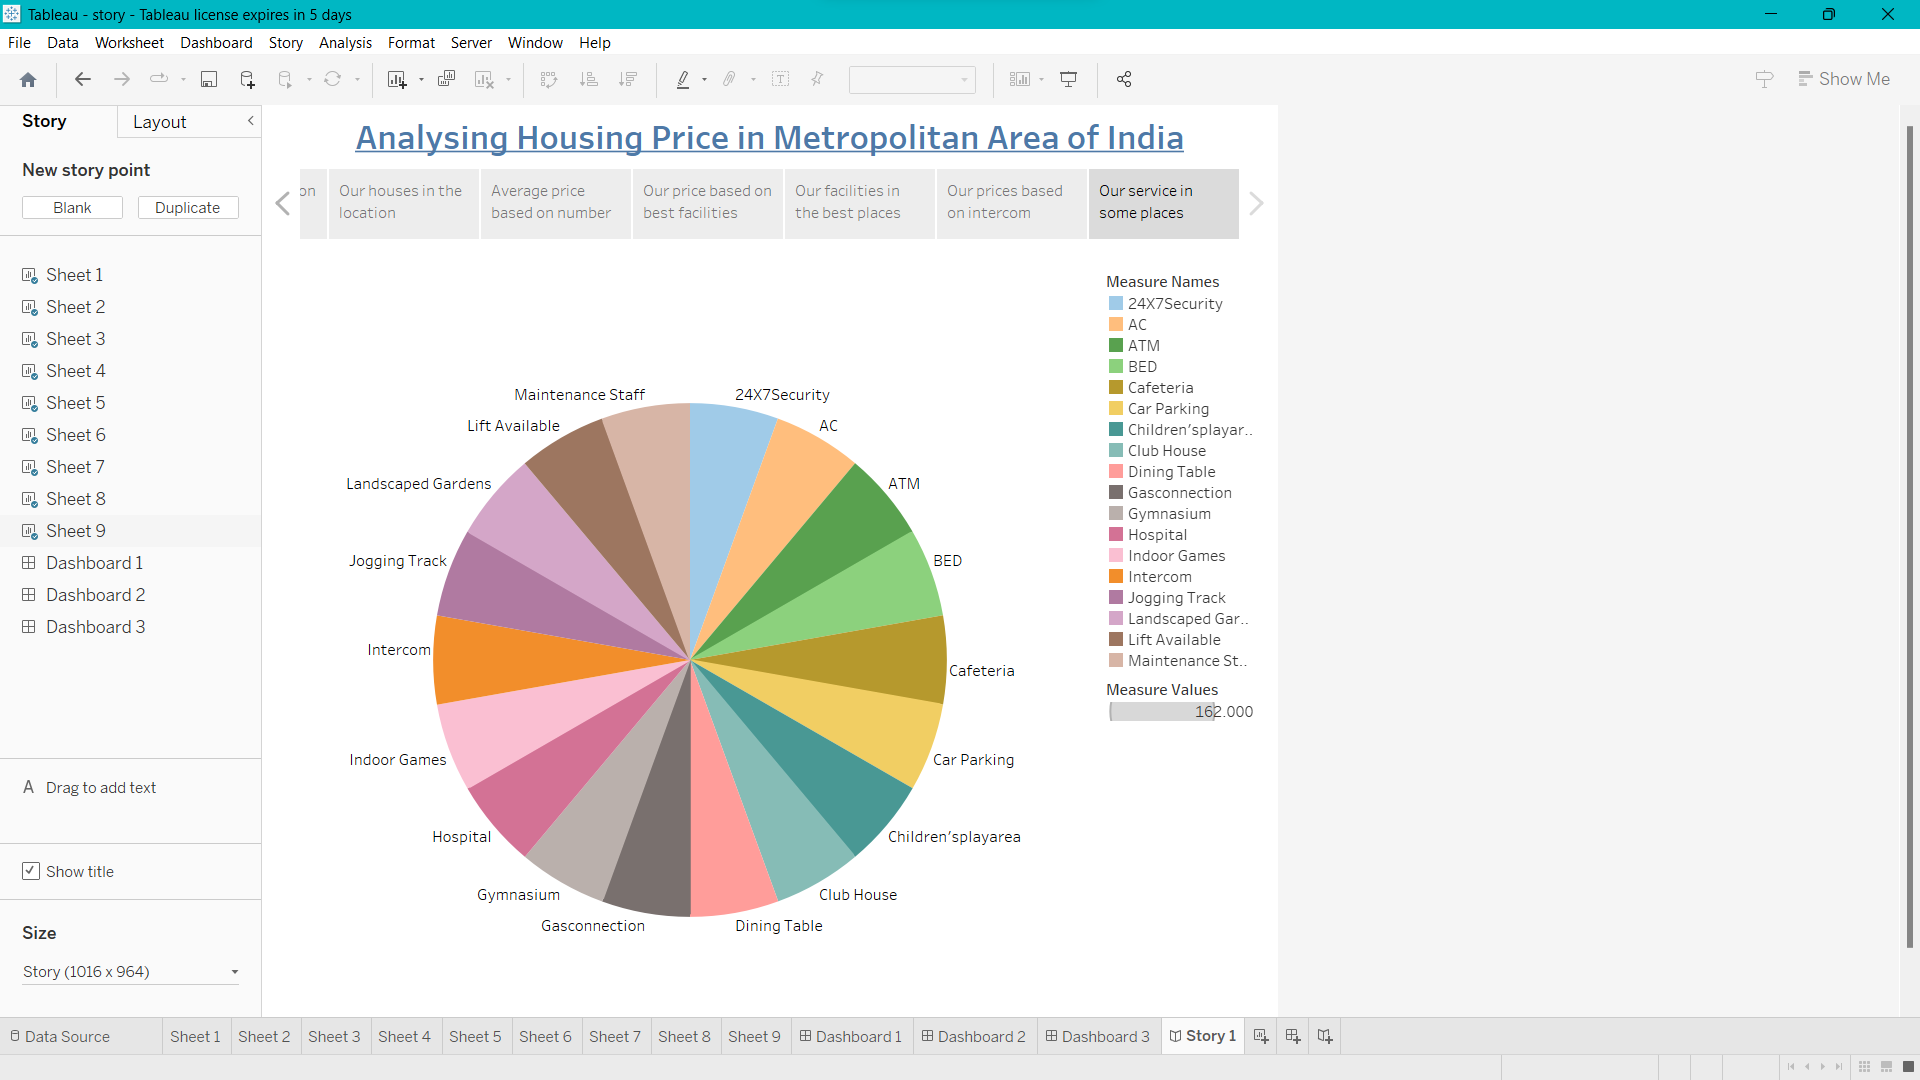 Tableau - story - Tableau license expires in 5 days
File Data Worksheet Dashboard Story Analysis Format Server Window Help
Show Me
Story Layout
New story point
Blank Duplicate
Sheet 1
Sheet 2
Sheet 3
Sheet 4
Sheet 5
Sheet 6
Sheet 7
Sheet 8
Sheet 9
Dashboard 1
Dashboard 2
Dashboard 3
A Drag to add text
Show title
Size
Story (1016 x 964)
Analysing Housing Price in Metropolitan Area of India
on
Our houses in the
location
Average price
based on number
Our price based on
best facilities
Our facilities in
the best places
Our prices based
on intercom
Our service in
some places
Maintenance Staff
24X7Security
Lift Available
AC
Landscaped Gardens
ATM
Jogging Track
BED
Intercom
Cafeteria
Indoor Games
Car Parking
Hospital
Children'splayarea
Gymnasium
Club House
Gasconnection
Dining Table
Measure Names
24X7Security
AC
ATM
BED
Cafeteria
Car Parking
Children'splayar..
Club House
Dining Table
Gasconnection
Gymnasium
Hospital
Indoor Games
Intercom
Jogging Track
Landscaped Gar..
Lift Available
Maintenance St..
Measure Values
162.000
Data Source Sheet 1 Sheet 2 Sheet 3 Sheet 4 Sheet 5 Sheet 6 Sheet 7 Sheet 8 Sheet 9 Dashboard 1 Dashboard 2 Dashboard 3 Story 1